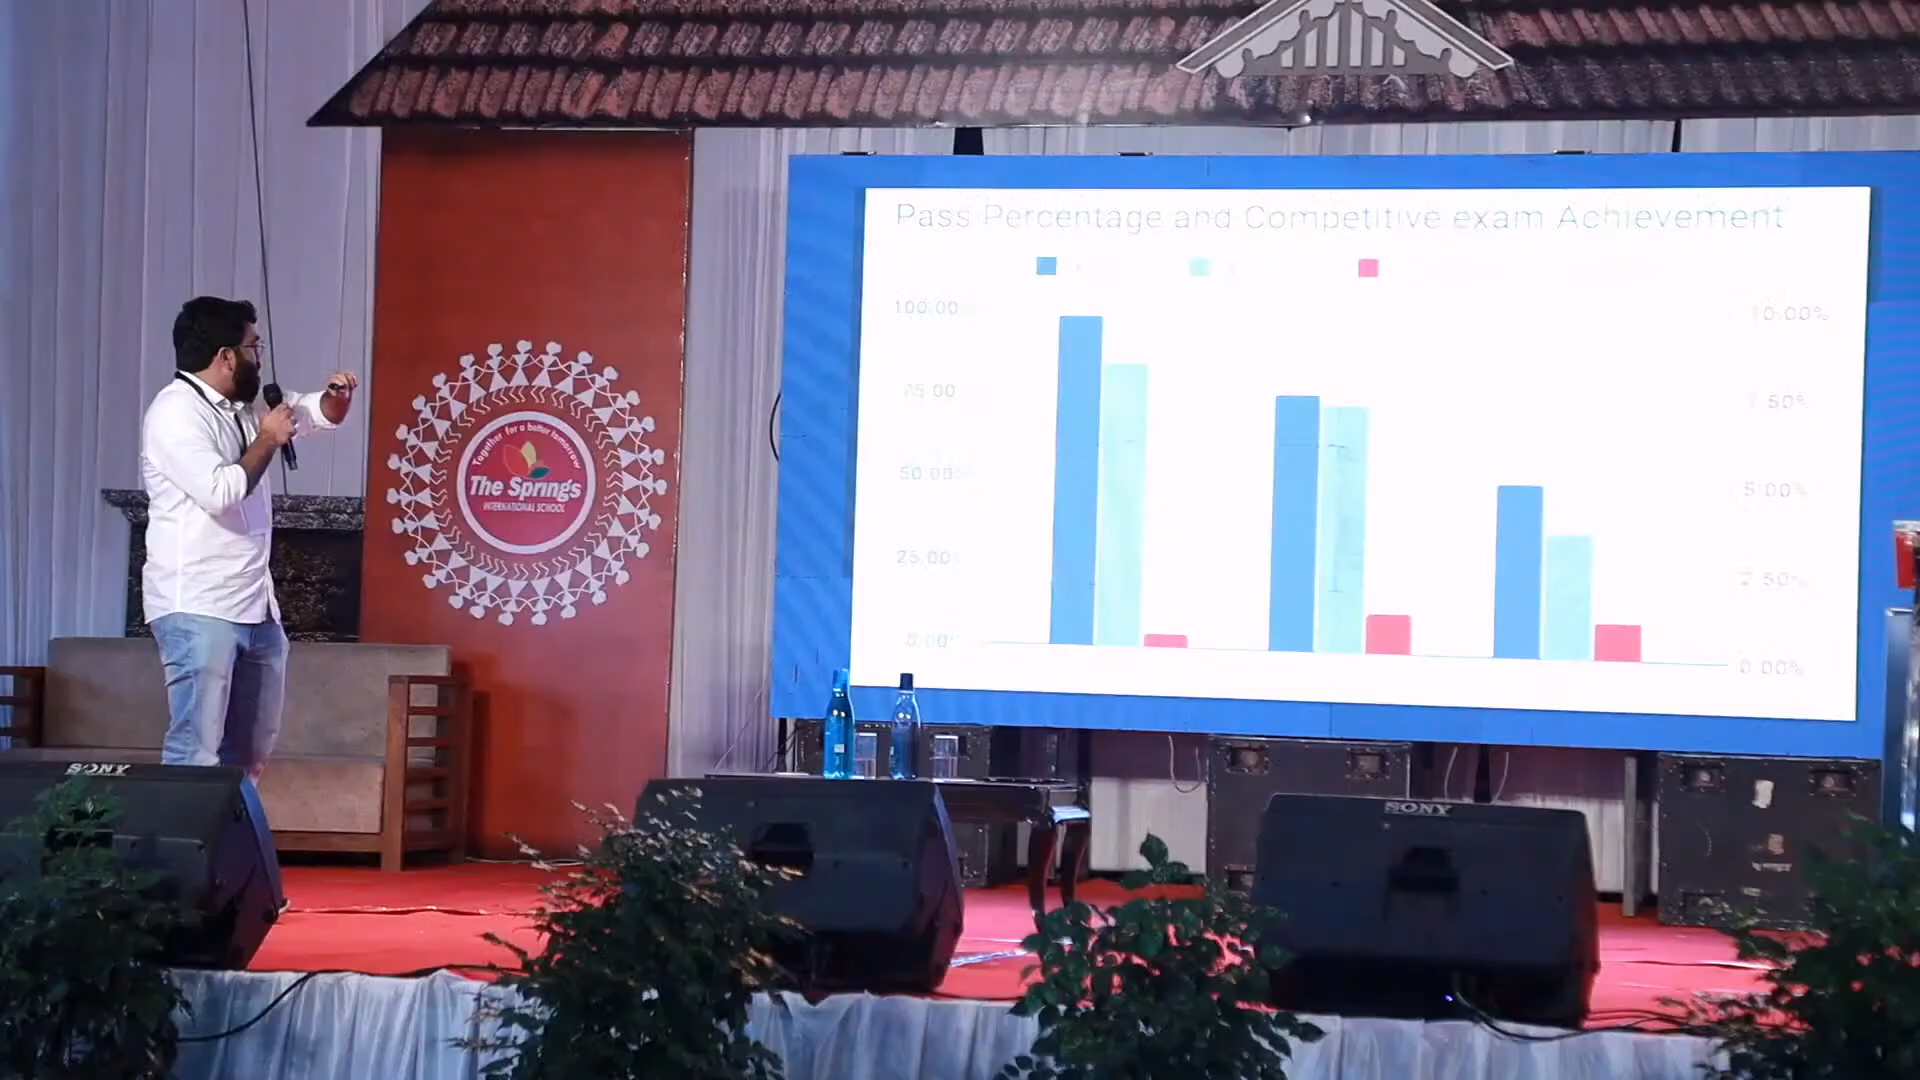 Pass Percentage and Competitive exam Achievement
100.00%
75.00
50.00%
25.00
0.00
10.00%
7.50%
5.00%
2.50%
0.00%
Together for a better tomorrow
The Springs
INTERNATIONAL SCHOOL
SONY
SONY